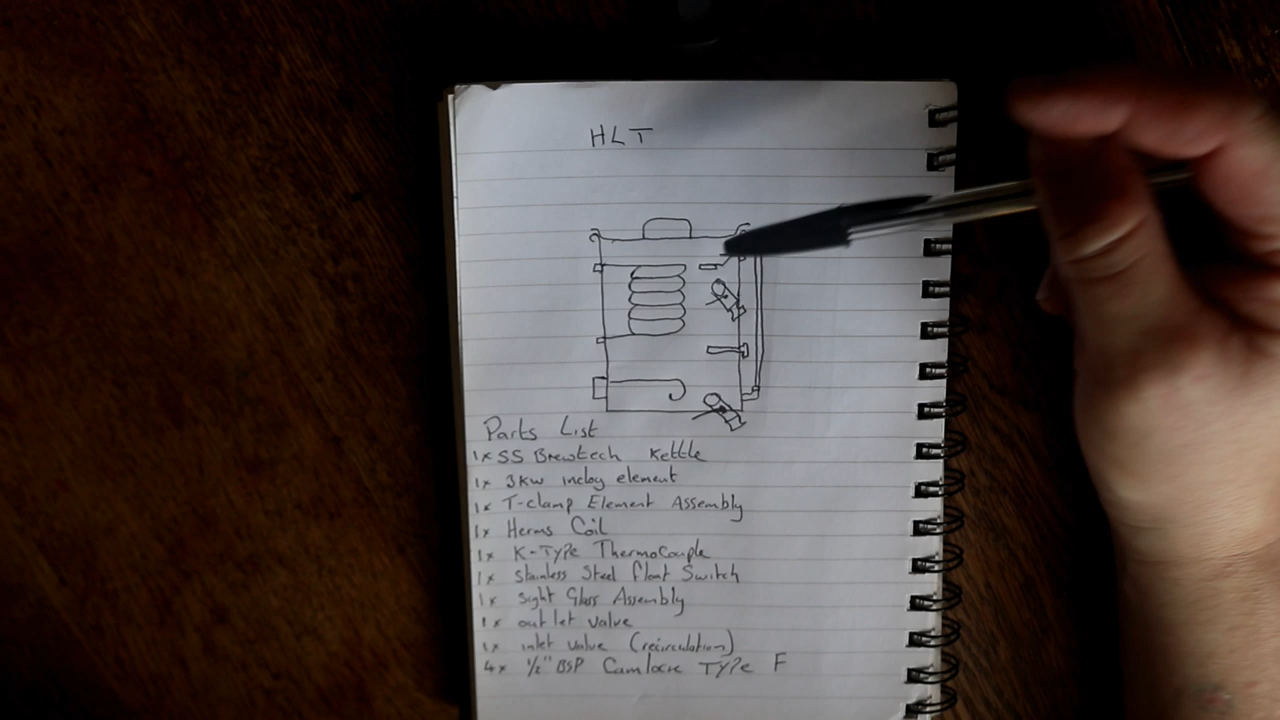 HLT
Parts List
1x SS Brewtech Kettle
1x 3kw incloy element
1x T-clamp Element Assembly
1x Herms Coil
1x K-Type Thermocouple
1x Stainless Steel float Switch
1x Sight Glass Assembly
1x outlet valve
1x inlet valve (recirculation)
4x 1/2" BSP Camlock Type F